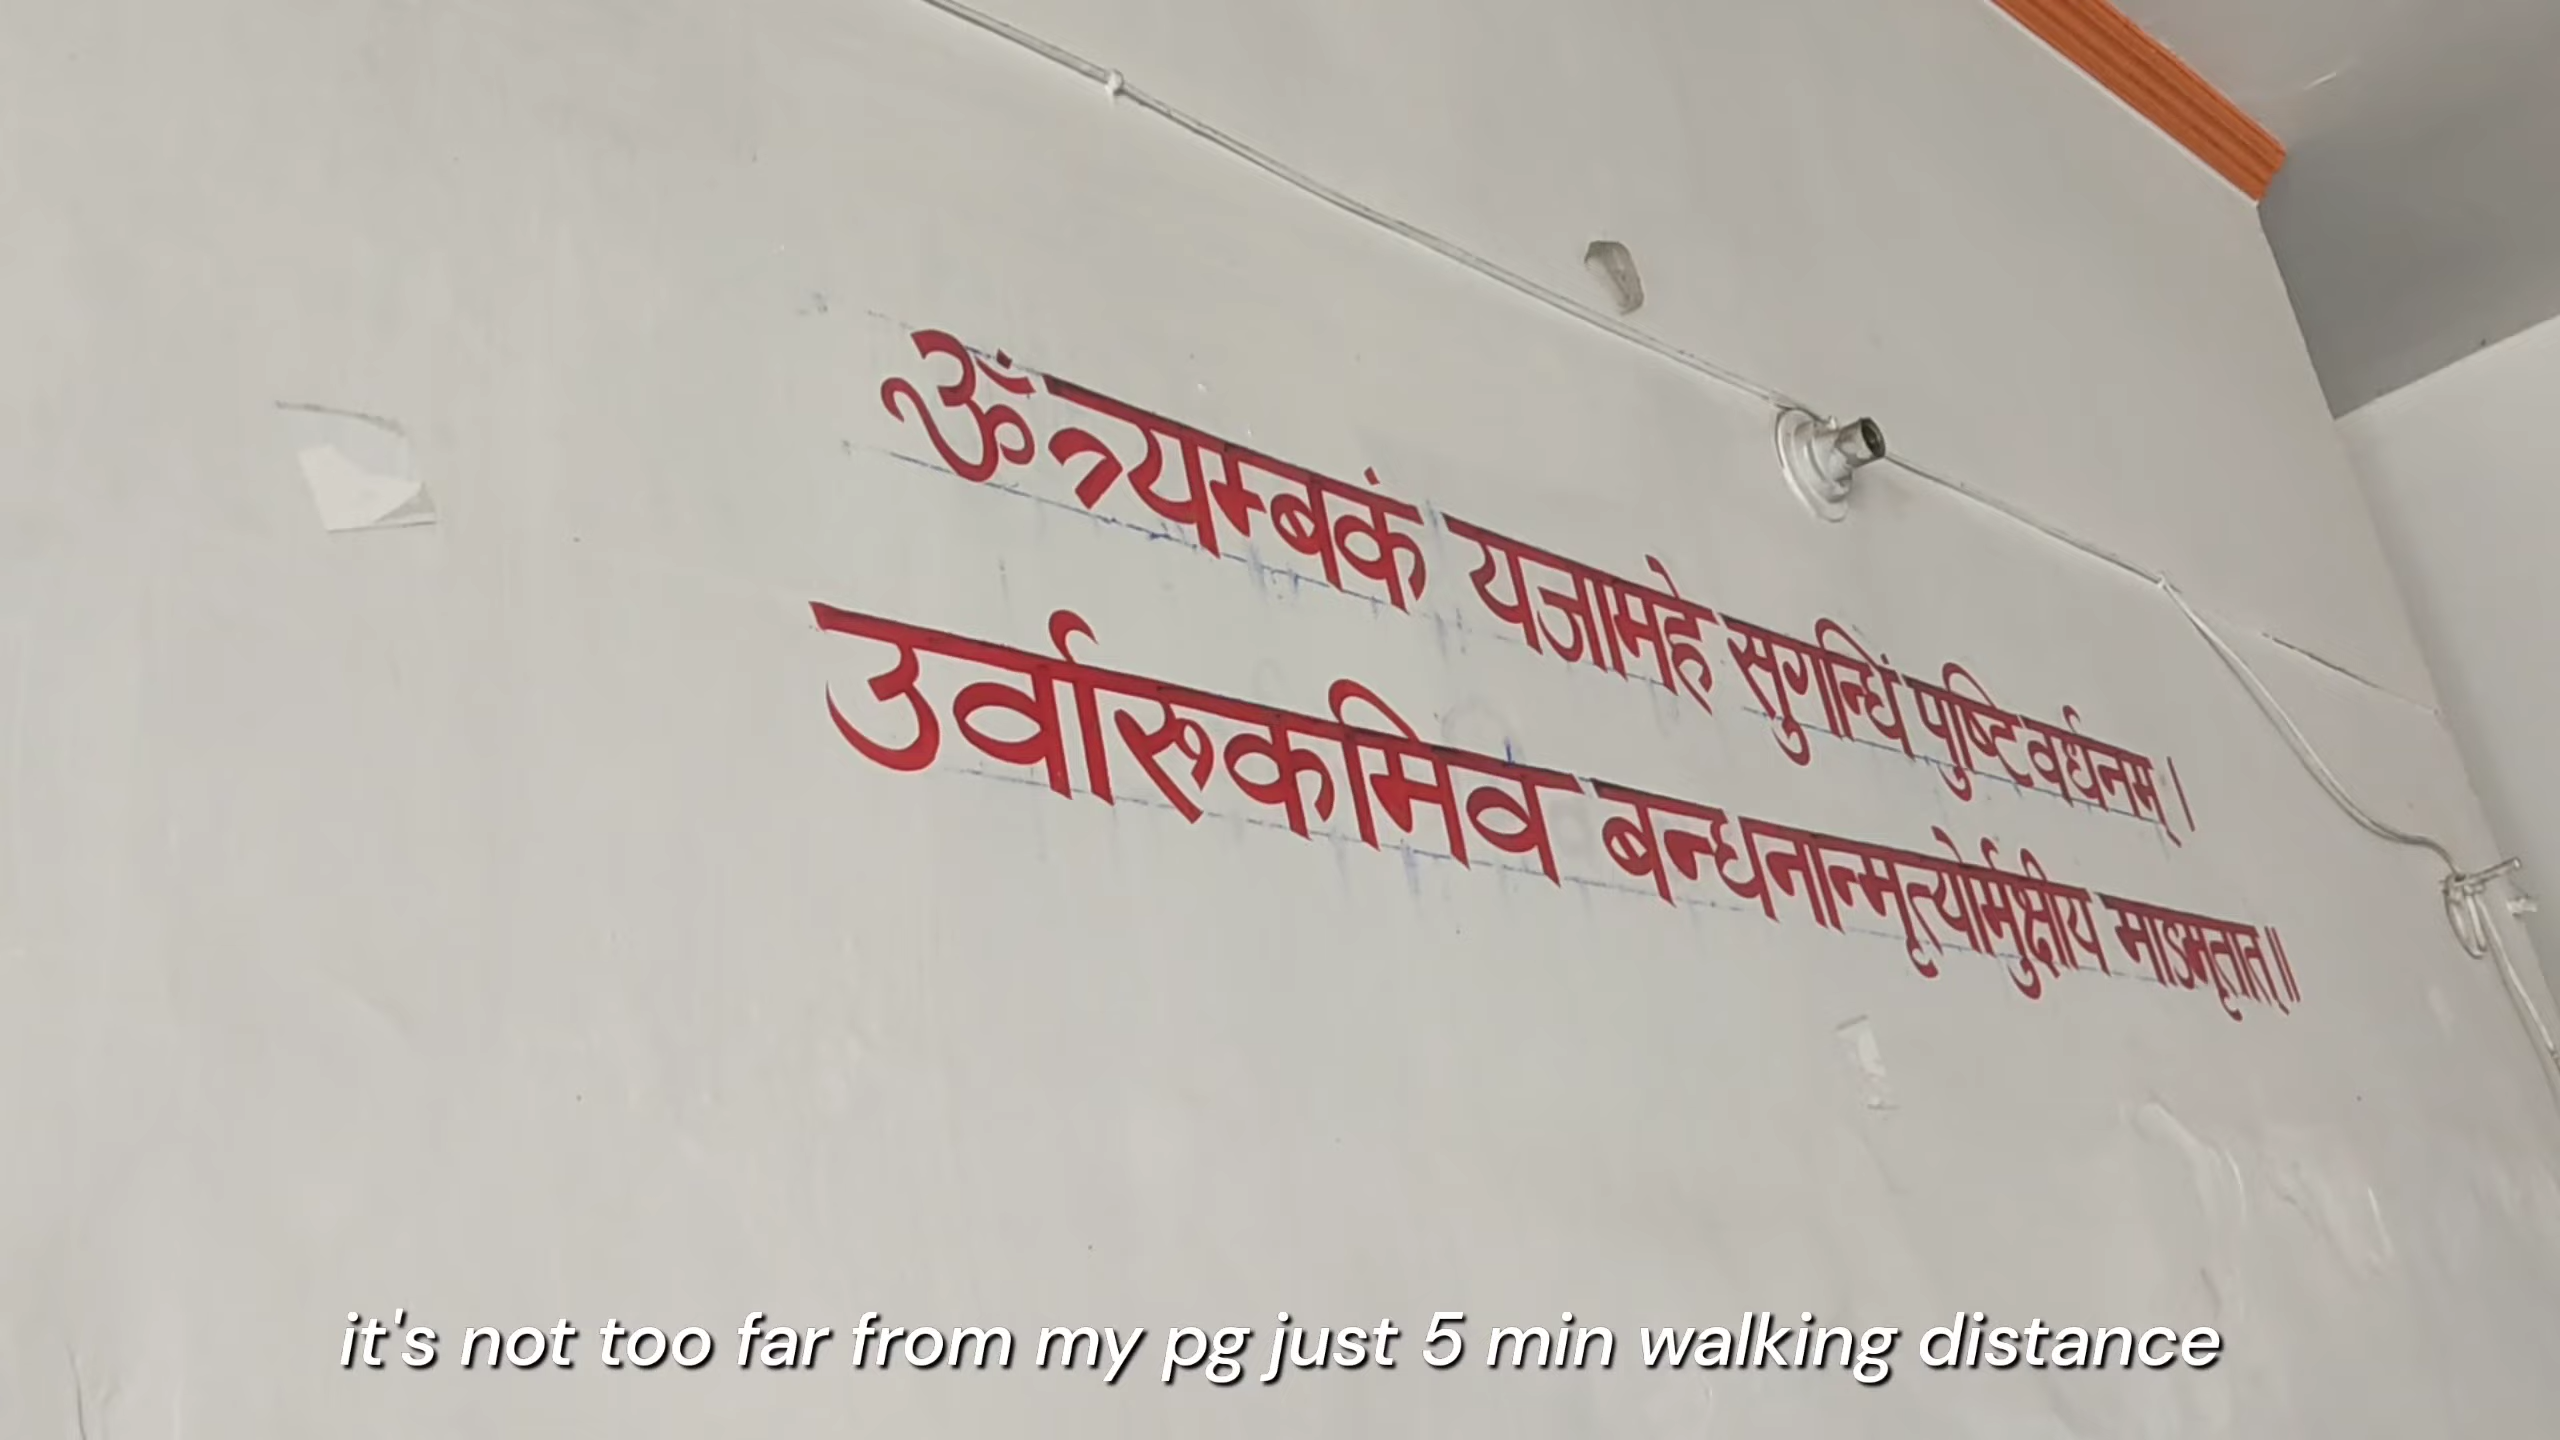 ॐ त्र्यम्बकं यजामहे सुगन्धिं पुष्टिवर्धनम् ।
उर्वारुकमिव बन्धनान्मृत्योर्मुक्षीय माऽमृतात् ॥
it's not too far from my pg just 5 min walking distance